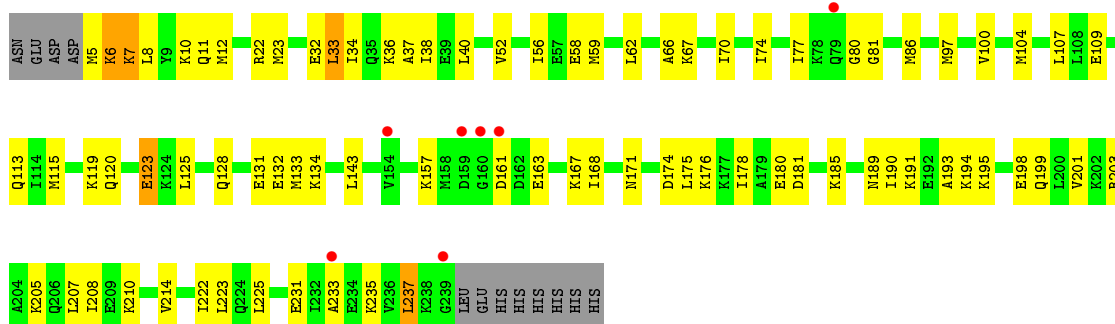 ASN GLU ASP ASP M5 K6 K7 L8 Y9 K10 Q11 M12 R22 M23 E32 L33 I34 Q35 K36 A37 I38 E39 L40 V52 I56 E57 E58 M59 L62 A66 K67 I70 I74 I77 K78 Q79 G80 G81 M86 M97 V100 M104 L107 L108 E109
Q113 I114 M115 K119 Q120 E123 K124 L125 Q128 E131 E132 M133 K134 L143 V154 K157 M158 D159 G160 D161 D162 E163 K167 I168 N171 D174 L175 K176 K177 I178 A179 E180 D181 K185 N189 I190 K191 E192 A193 K194 K195 E198 Q199 L200 V201 K202 R203
A204 K205 Q206 L207 I208 E209 K210 V214 I222 L223 Q224 L225 E231 I232 A233 E234 K235 V236 L237 K238 G239 LEU GLU HIS HIS HIS HIS HIS HIS